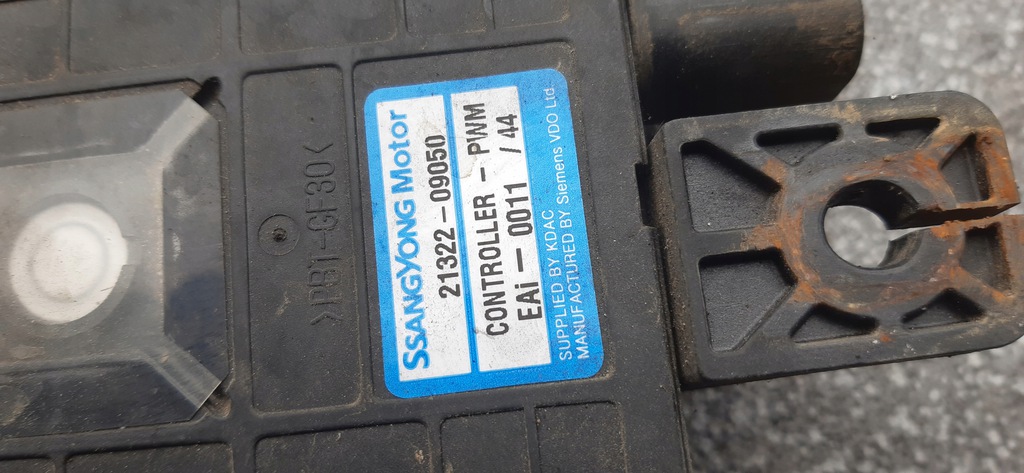 SSANGYONG Motor
21322-09050
CONTROLLER - PWM
EAi - 0011 / 44
SUPPLIED BY KDAC
MANUFACTURED BY Siemens VDO Ltd.
>PBT-GF30<